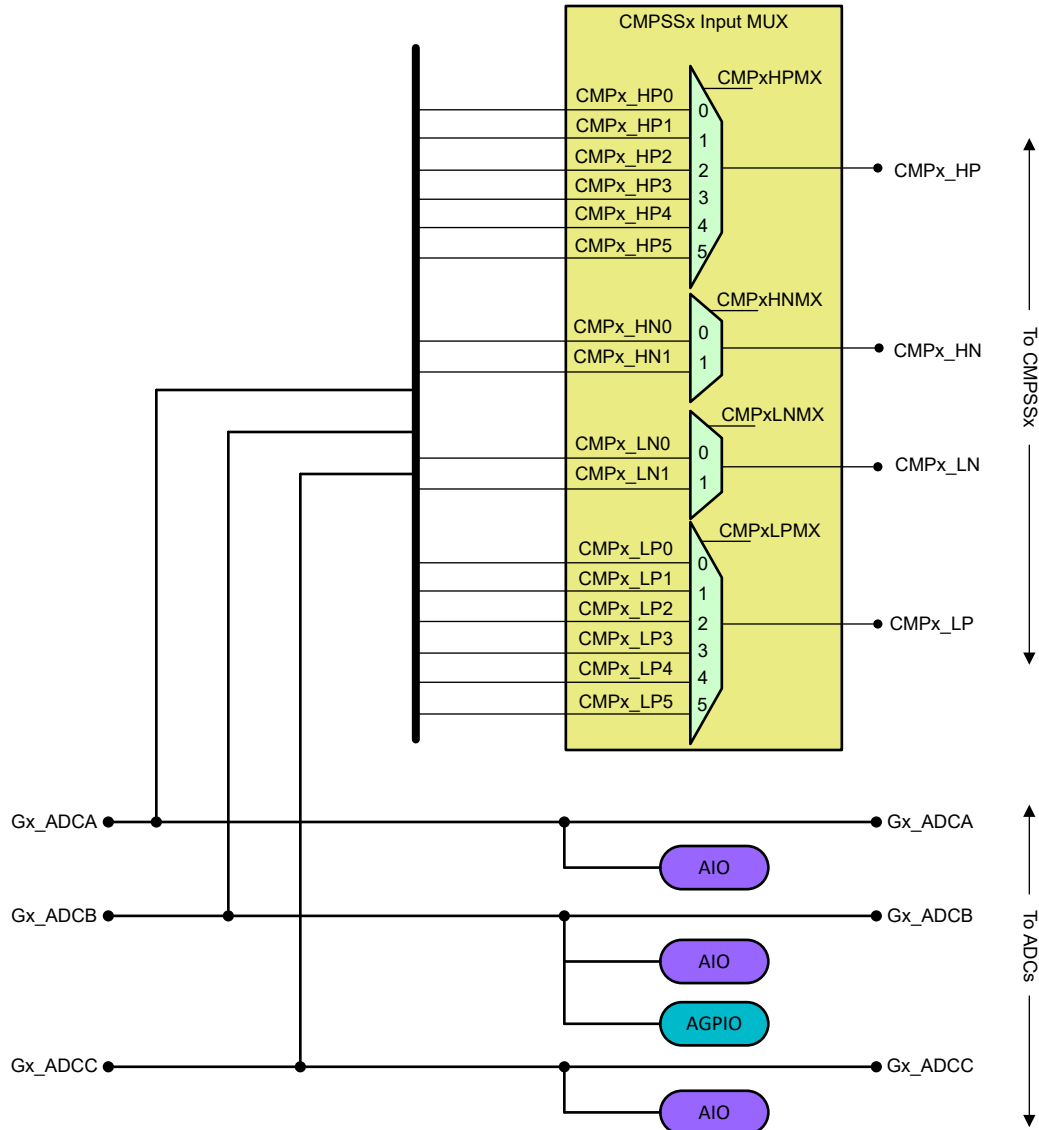 CMPSSx Input MUX
CMPxHPMX
CMPx_HP0
0
CMPx_HP1
1
CMPx_HP2
2
CMPx_HP3
3
CMPx_HP4
4
CMPx_HP5
5
CMPx_HP
CMPxHNMX
CMPx_HN0
0
CMPx_HN1
1
CMPx_HN
CMPxLNMX
CMPx_LN0
0
CMPx_LN1
1
CMPx_LN
CMPxLPMX
CMPx_LP0
0
CMPx_LP1
1
CMPx_LP2
2
CMPx_LP3
3
CMPx_LP4
4
CMPx_LP5
5
CMPx_LP
To CMPSSx
Gx_ADCA
Gx_ADCA
AIO
Gx_ADCB
Gx_ADCB
AIO
AGPIO
Gx_ADCC
Gx_ADCC
AIO
To ADCs